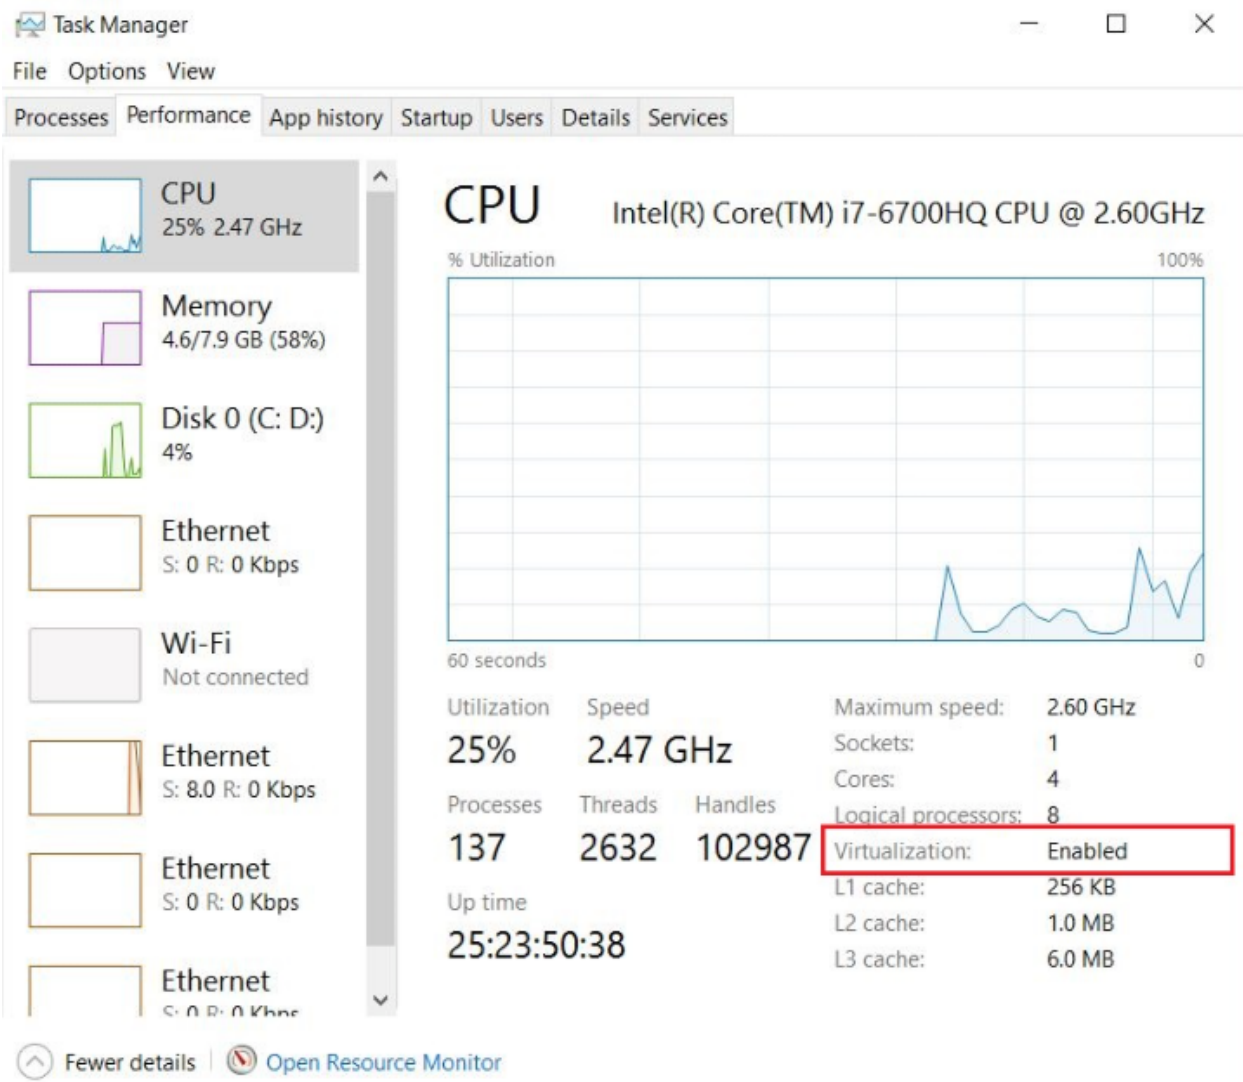 Task Manager
File Options View
Processes Performance App history Startup Users Details Services
CPU
25% 2.47 GHz
Memory
4.6/7.9 GB (58%)
Disk 0 (C: D:)
4%
Ethernet
S: 0 R: 0 Kbps
Wi-Fi
Not connected
Ethernet
S: 8.0 R: 0 Kbps
Ethernet
S: 0 R: 0 Kbps
Ethernet
S: 0 R: 0 Kbps
CPU Intel(R) Core(TM) i7-6700HQ CPU @ 2.60GHz
% Utilization 100%
60 seconds 0
Utilization Speed
25% 2.47 GHz
Processes Threads Handles
137 2632 102987
Up time
25:23:50:38
Maximum speed: 2.60 GHz
Sockets: 1
Cores: 4
Logical processors: 8
Virtualization: Enabled
L1 cache: 256 KB
L2 cache: 1.0 MB
L3 cache: 6.0 MB
Fewer details Open Resource Monitor